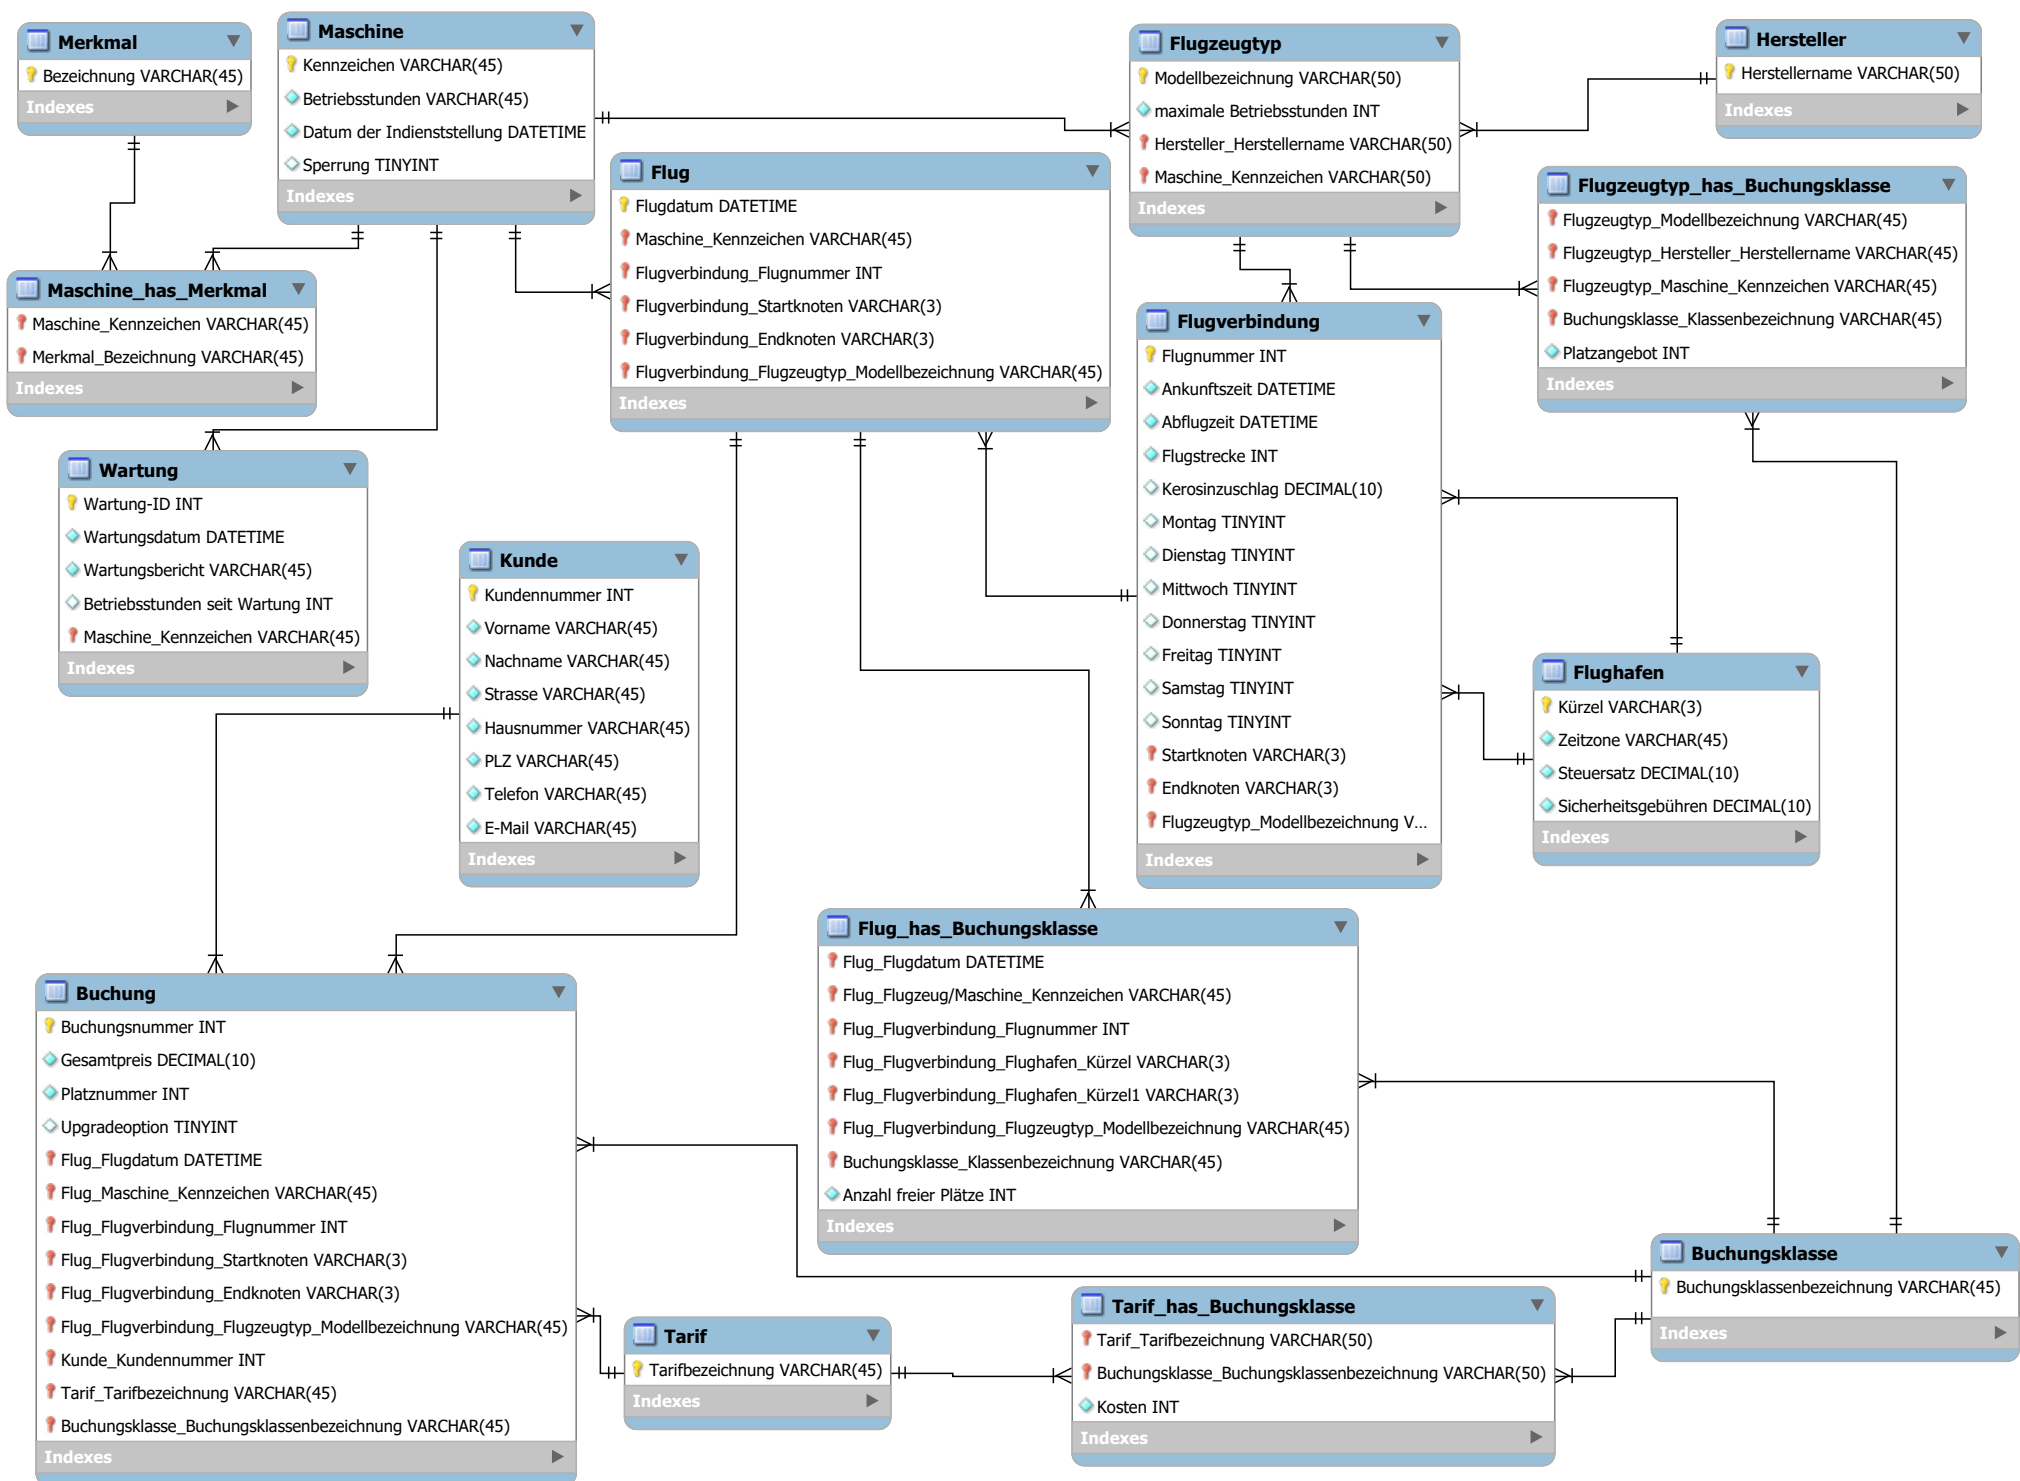 Merkmal
Bezeichnung VARCHAR(45)
Indexes
Maschine
Kennzeichen VARCHAR(45)
Betriebsstunden VARCHAR(45)
Datum der Indienststellung DATETIME
Sperrung TINYINT
Indexes
Flugzeugtyp
Modellbezeichnung VARCHAR(50)
maximale Betriebsstunden INT
Hersteller_Herstellername VARCHAR(50)
Maschine_Kennzeichen VARCHAR(50)
Indexes
Hersteller
Herstellername VARCHAR(50)
Indexes
Flug
Flugdatum DATETIME
Maschine_Kennzeichen VARCHAR(45)
Flugverbindung_Flugnummer INT
Flugverbindung_Startknoten VARCHAR(3)
Flugverbindung_Endknoten VARCHAR(3)
Flugverbindung_Flugzeugtyp_Modellbezeichnung VARCHAR(45)
Indexes
Flugzeugtyp_has_Buchungsklasse
Flugzeugtyp_Modellbezeichnung VARCHAR(45)
Flugzeugtyp_Hersteller_Herstellername VARCHAR(45)
Flugzeugtyp_Maschine_Kennzeichen VARCHAR(45)
Buchungsklasse_Klassenbezeichnung VARCHAR(45)
Platzangebot INT
Indexes
Maschine_has_Merkmal
Maschine_Kennzeichen VARCHAR(45)
Merkmal_Bezeichnung VARCHAR(45)
Indexes
Flugverbindung
Flugnummer INT
Ankunftszeit DATETIME
Abflugzeit DATETIME
Flugstrecke INT
Kerosinzuschlag DECIMAL(10)
Montag TINYINT
Dienstag TINYINT
Mittwoch TINYINT
Donnerstag TINYINT
Freitag TINYINT
Samstag TINYINT
Sonntag TINYINT
Startknoten VARCHAR(3)
Endknoten VARCHAR(3)
Flugzeugtyp_Modellbezeichnung V...
Indexes
Wartung
Wartung-ID INT
Wartungsdatum DATETIME
Wartungsbericht VARCHAR(45)
Betriebsstunden seit Wartung INT
Maschine_Kennzeichen VARCHAR(45)
Indexes
Kunde
Kundennummer INT
Vorname VARCHAR(45)
Nachname VARCHAR(45)
Strasse VARCHAR(45)
Hausnummer VARCHAR(45)
PLZ VARCHAR(45)
Telefon VARCHAR(45)
E-Mail VARCHAR(45)
Indexes
Flughafen
Kürzel VARCHAR(3)
Zeitzone VARCHAR(45)
Steuersatz DECIMAL(10)
Sicherheitsgebühren DECIMAL(10)
Indexes
Flug_has_Buchungsklasse
Flug_Flugdatum DATETIME
Flug_Flugzeug/Maschine_Kennzeichen VARCHAR(45)
Flug_Flugverbindung_Flugnummer INT
Flug_Flugverbindung_Flughafen_Kürzel VARCHAR(3)
Flug_Flugverbindung_Flughafen_Kürzel1 VARCHAR(3)
Flug_Flugverbindung_Flugzeugtyp_Modellbezeichnung VARCHAR(45)
Buchungsklasse_Klassenbezeichnung VARCHAR(45)
Anzahl freier Plätze INT
Indexes
Buchung
Buchungsnummer INT
Gesamtpreis DECIMAL(10)
Platznummer INT
Upgradeoption TINYINT
Flug_Flugdatum DATETIME
Flug_Maschine_Kennzeichen VARCHAR(45)
Flug_Flugverbindung_Flugnummer INT
Flug_Flugverbindung_Startknoten VARCHAR(3)
Flug_Flugverbindung_Endknoten VARCHAR(3)
Flug_Flugverbindung_Flugzeugtyp_Modellbezeichnung VARCHAR(45)
Kunde_Kundennummer INT
Tarif_Tarifbezeichnung VARCHAR(45)
Buchungsklasse_Buchungsklassenbezeichnung VARCHAR(45)
Indexes
Tarif
Tarifbezeichnung VARCHAR(45)
Indexes
Tarif_has_Buchungsklasse
Tarif_Tarifbezeichnung VARCHAR(50)
Buchungsklasse_Buchungsklassenbezeichnung VARCHAR(50)
Kosten INT
Indexes
Buchungsklasse
Buchungsklassenbezeichnung VARCHAR(45)
Indexes